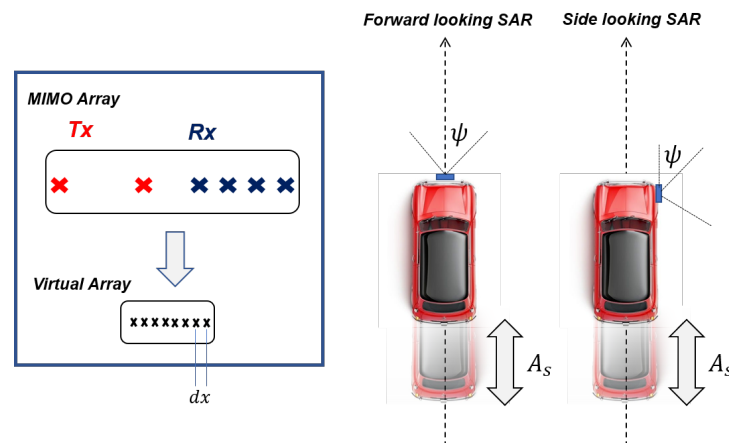 Forward looking SAR
Side looking SAR
MIMO Array
Tx
Rx
ψ
ψ
Virtual Array
dx
A_s
A_s